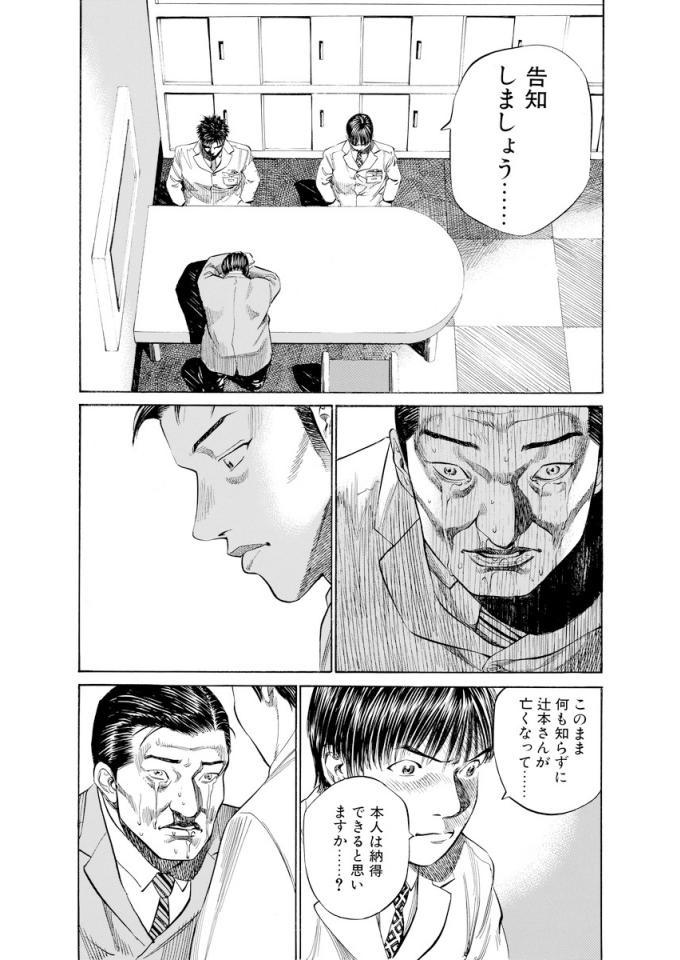 告知
しましょう……
このまま
何も知らずに
辻本さんが
亡くなって……
本人は納得
できると思い
ますか……?